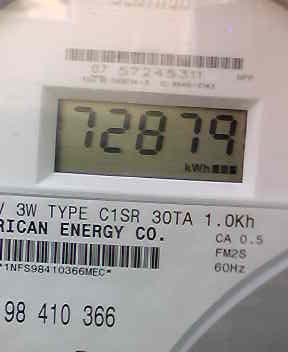 07 57245311 NPP
72879
kWh
V 3W TYPE C1SR 30TA 1.0Kh
RICAN ENERGY CO.
CA 0.5
FM2S
60Hz
*1NFS98410366MEC*
98 410 366